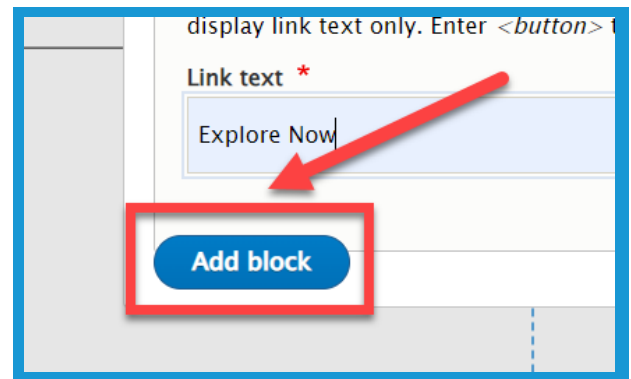 display link text only. Enter <button> t
Link text *
Explore Now
Add block